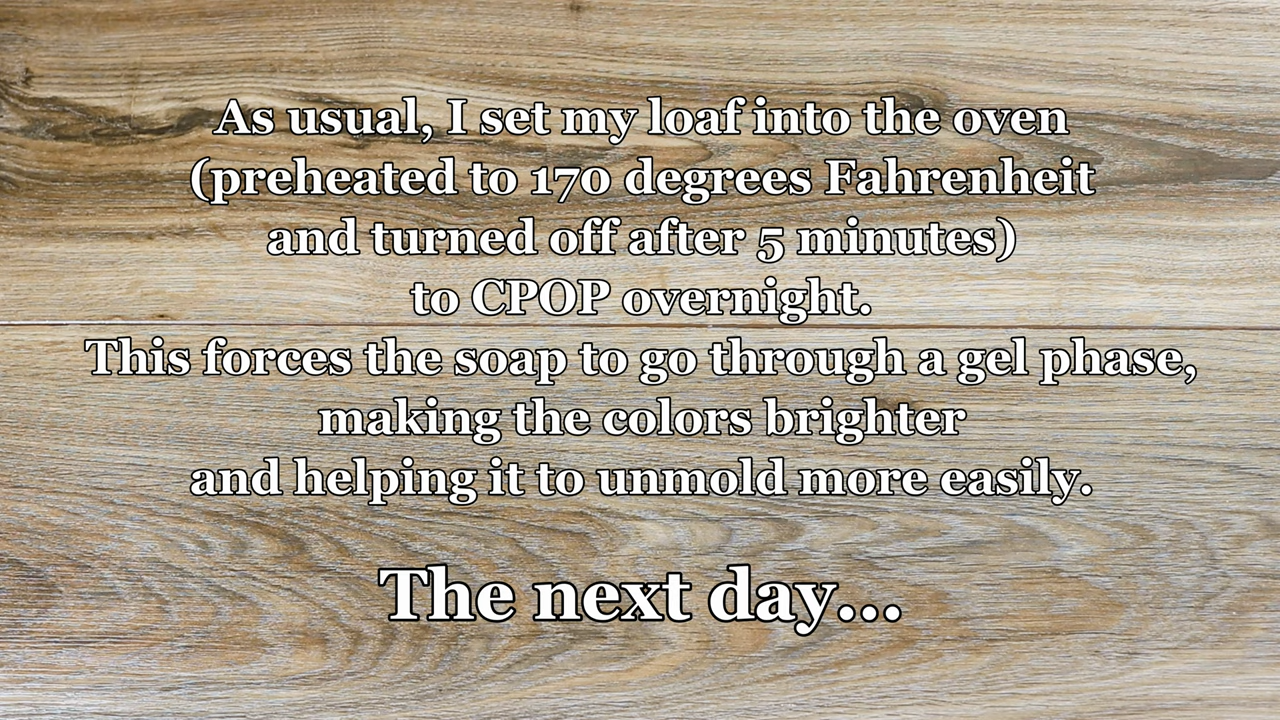 As usual, I set my loaf into the oven
(preheated to 170 degrees Fahrenheit
and turned off after 5 minutes)
to CPOP overnight.
This forces the soap to go through a gel phase,
making the colors brighter
and helping it to unmold more easily.
The next day...